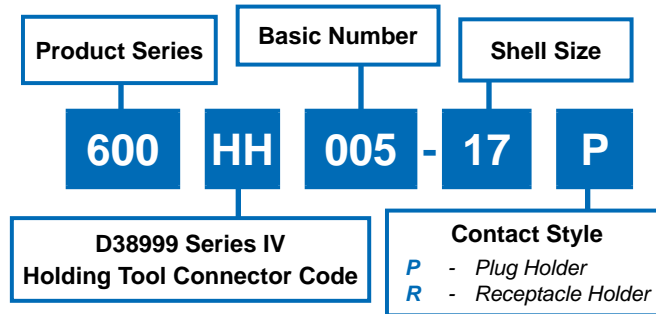 Product Series
Basic Number
Shell Size
600 HH 005 - 17 P
D38999 Series IV
Holding Tool Connector Code
Contact Style
P - Plug Holder
R - Receptacle Holder